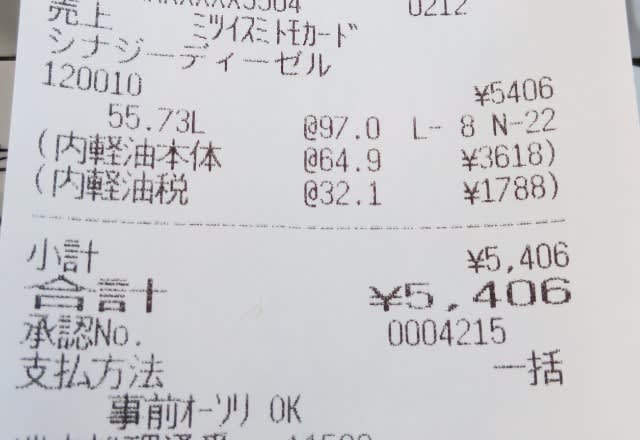 売上 ミツイスミトモカード 0212
シナジーディーゼル
120010 ¥5406
55.73L @97.0 L- 8 N-22
(内軽油本体 @64.9 ¥3618)
(内軽油税 @32.1 ¥1788)
小計 ¥5,406
合計 ¥5,406
承認No. 0004215
支払方法 一括
事前オーソリ OK